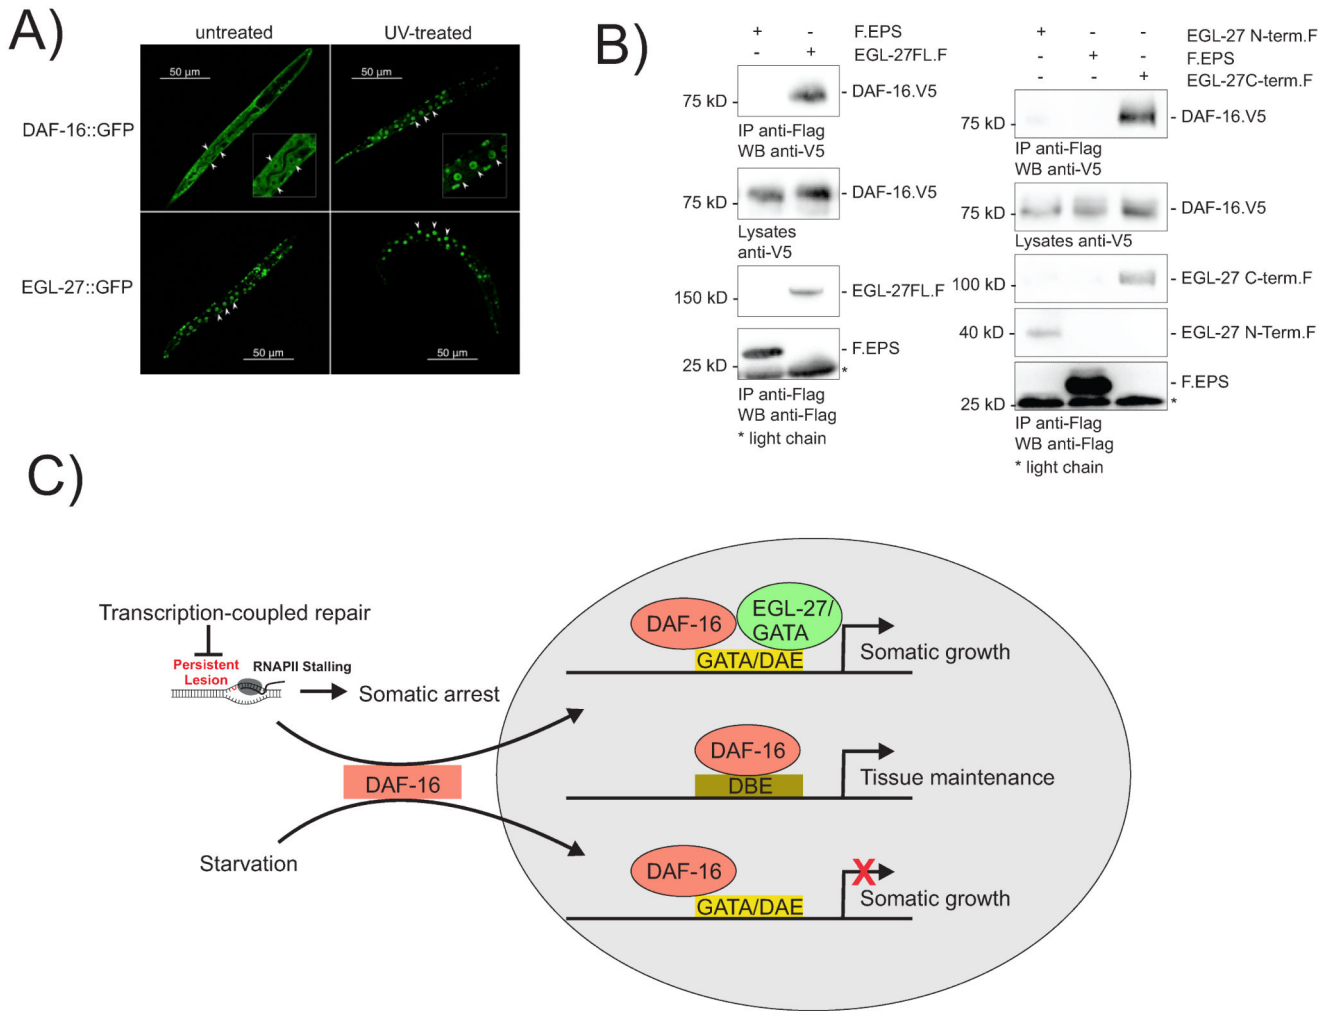 A)
untreated
UV-treated
DAF-16::GFP
50 µm
50 µm
EGL-27::GFP
50 µm
50 µm
B)
+ - F.EPS
- + EGL-27FL.F
75 kD
- DAF-16.V5
IP anti-Flag
WB anti-V5
75 kD
- DAF-16.V5
Lysates
anti-V5
150 kD
- EGL-27FL.F
- F.EPS
25 kD
*
IP anti-Flag
WB anti-Flag
* light chain
+ - - EGL-27 N-term.F
- + - F.EPS
- - + EGL-27C-term.F
75 kD
- DAF-16.V5
IP anti-Flag
WB anti-V5
75 kD
- DAF-16.V5
Lysates anti-V5
100 kD
- EGL-27 C-term.F
40 kD
- EGL-27 N-Term.F
- F.EPS
25 kD
*
IP anti-Flag
WB anti-Flag
* light chain
C)
Transcription-coupled repair
Persistent
Lesion
RNAPII Stalling
Somatic arrest
DAF-16
Starvation
DAF-16
EGL-27/
GATA
GATA/DAE
Somatic growth
DAF-16
DBE
Tissue maintenance
DAF-16
GATA/DAE
X
Somatic growth